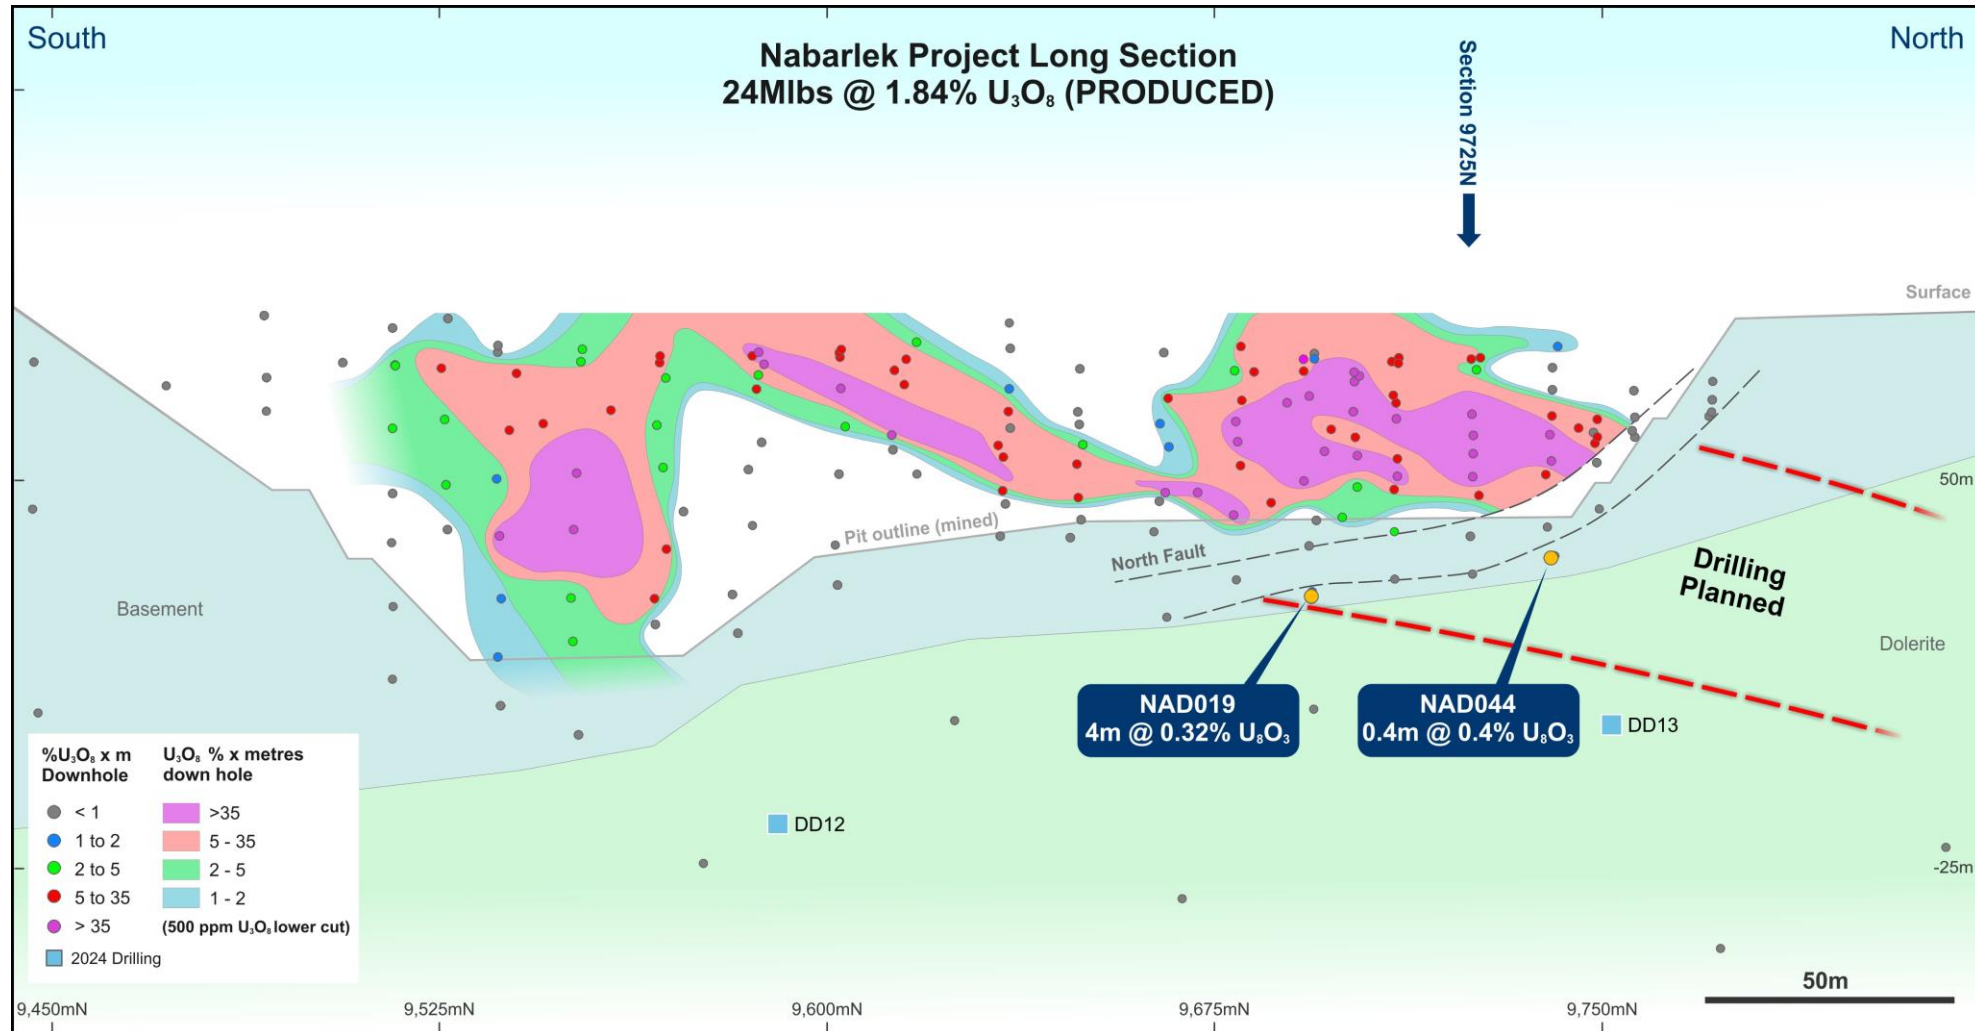 South
North
Nabarlek Project Long Section
24Mlbs @ 1.84% U₃O₈ (PRODUCED)
Section 9725N
Surface
50m
Pit outline (mined)
North Fault
Drilling
Planned
Basement
Dolerite
NAD019
4m @ 0.32% U₈O₃
NAD044
0.4m @ 0.4% U₈O₃
DD13
DD12
-25m
%U₃O₈ x m
Downhole
< 1
1 to 2
2 to 5
5 to 35
> 35
2024 Drilling
U₃O₈ % x metres
down hole
>35
5 - 35
2 - 5
1 - 2
(500 ppm U₃O₈ lower cut)
50m
9,450mN
9,525mN
9,600mN
9,675mN
9,750mN